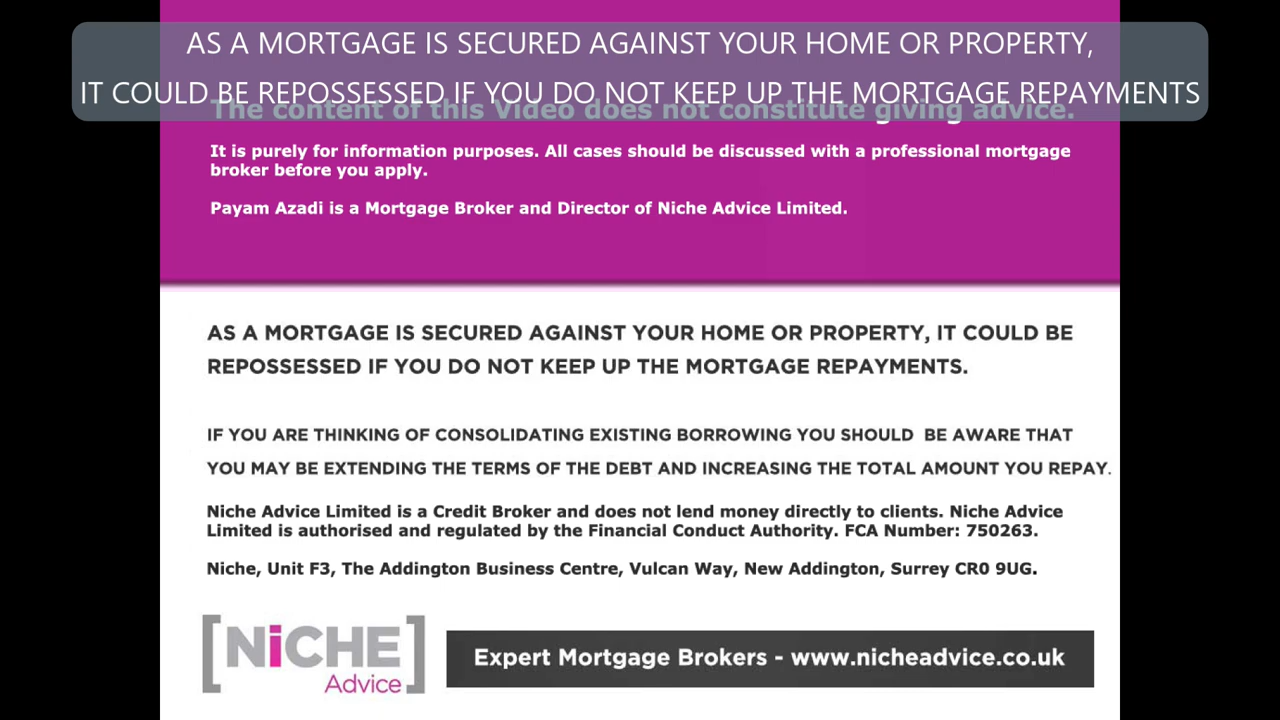 AS A MORTGAGE IS SECURED AGAINST YOUR HOME OR PROPERTY,
IT COULD BE REPOSSESSED IF YOU DO NOT KEEP UP THE MORTGAGE REPAYMENTS
The content of this Video does not constitute giving advice.
It is purely for information purposes. All cases should be discussed with a professional mortgage
broker before you apply.
Payam Azadi is a Mortgage Broker and Director of Niche Advice Limited.
AS A MORTGAGE IS SECURED AGAINST YOUR HOME OR PROPERTY, IT COULD BE
REPOSSESSED IF YOU DO NOT KEEP UP THE MORTGAGE REPAYMENTS.
IF YOU ARE THINKING OF CONSOLIDATING EXISTING BORROWING YOU SHOULD BE AWARE THAT
YOU MAY BE EXTENDING THE TERMS OF THE DEBT AND INCREASING THE TOTAL AMOUNT YOU REPAY.
Niche Advice Limited is a Credit Broker and does not lend money directly to clients. Niche Advice
Limited is authorised and regulated by the Financial Conduct Authority. FCA Number: 750263.
Niche, Unit F3, The Addington Business Centre, Vulcan Way, New Addington, Surrey CR0 9UG.
[NiCHE
Advice]
Expert Mortgage Brokers - www.nicheadvice.co.uk